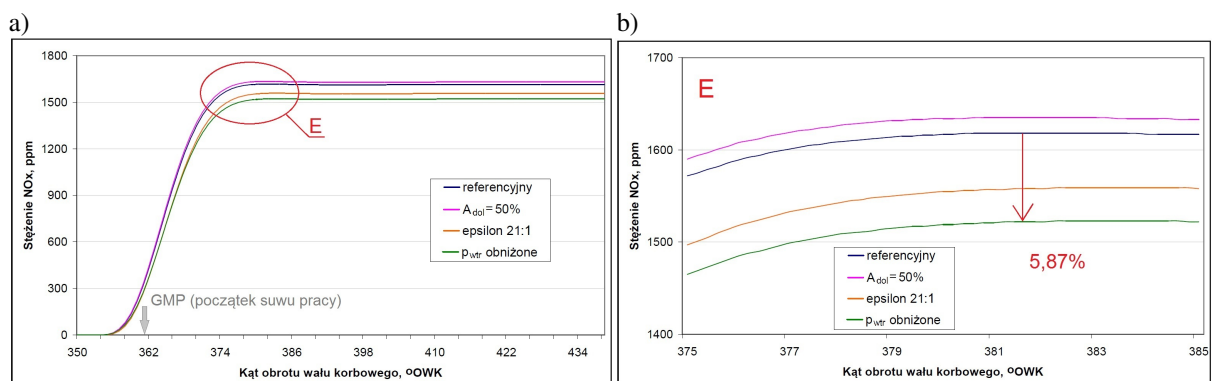 a)
1800
1500
1200
900
600
300
0
Stężenie NOx, ppm
E
referencyjny
A dol = 50%
epsilon 21:1
p wtr obniżone
GMP (początek suwu pracy)
350 362 374 386 398 410 422 434
Kąt obrotu wału korbowego, ºOWK
b)
1700
1600
1500
1400
Stężenie NOx, ppm
E
referencyjny
A dol = 50%
epsilon 21:1
p wtr obniżone
5,87%
375 377 379 381 383 385
Kąt obrotu wału korbowego, ºOWK